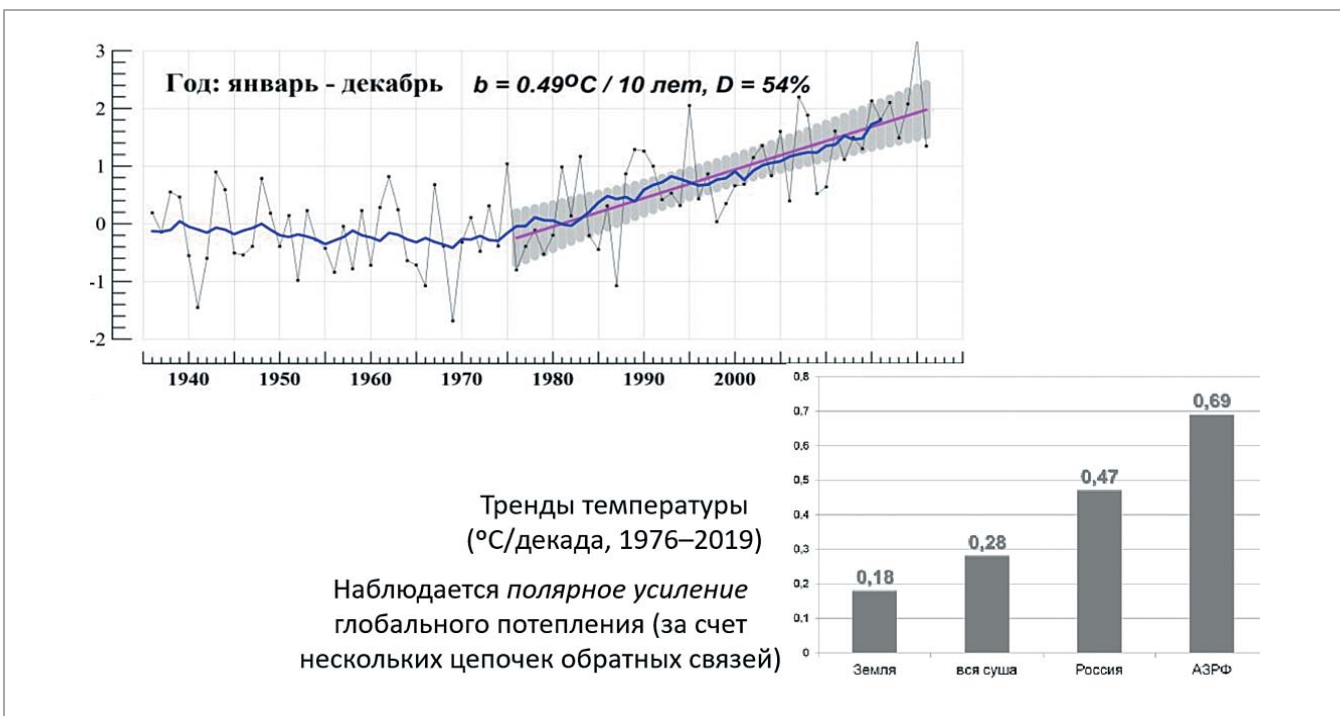 3
2
1
0
-1
-2
Год: январь - декабрь b = 0.49ºC / 10 лет, D = 54%
1940 1950 1960 1970 1980 1990 2000
Тренды температуры
(ºC/декада, 1976–2019)
Наблюдается полярное усиление
глобального потепления (за счет
нескольких цепочек обратных связей)
0,8
0,7
0,6
0,5
0,4
0,3
0,2
0,1
0
0,18
0,28
0,47
0,69
Земля вся суша Россия АЗРФ